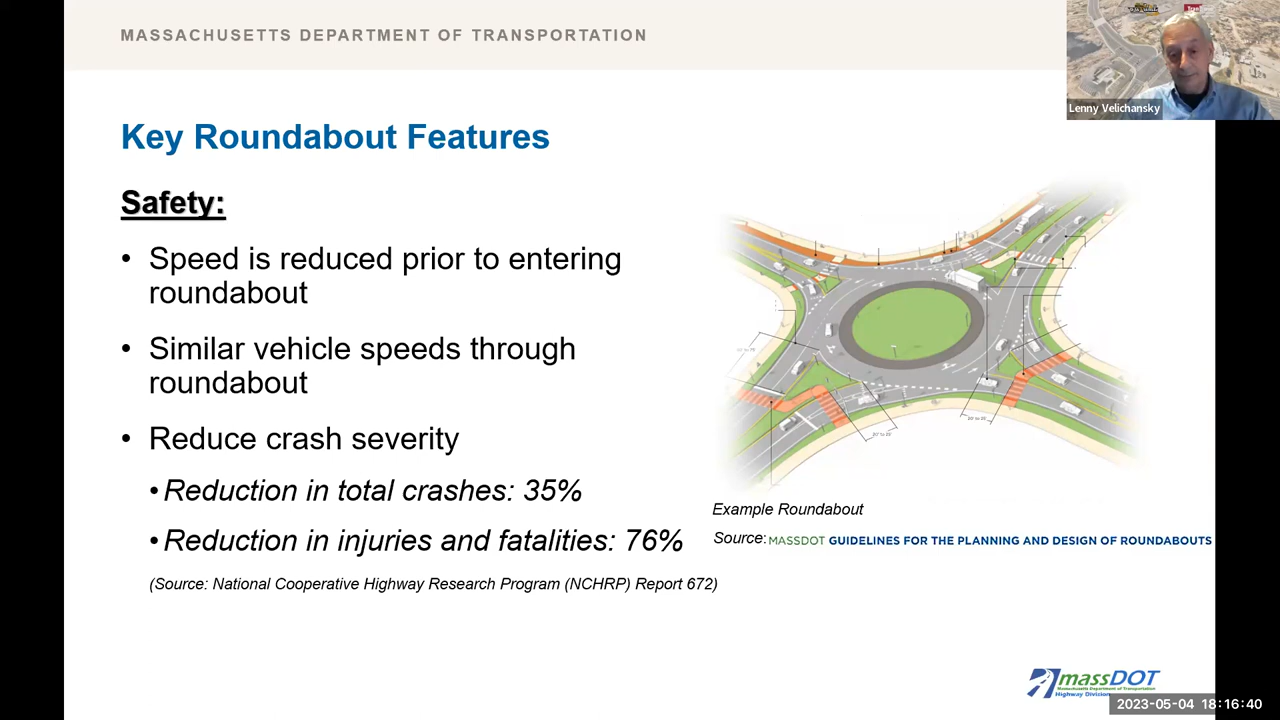 MASSACHUSETTS DEPARTMENT OF TRANSPORTATION
Lenny Velichansky
Key Roundabout Features
Safety:
• Speed is reduced prior to entering
roundabout
• Similar vehicle speeds through
roundabout
• Reduce crash severity
• Reduction in total crashes: 35%
• Reduction in injuries and fatalities: 76%
(Source: National Cooperative Highway Research Program (NCHRP) Report 672)
Example Roundabout
Source: MASSDOT GUIDELINES FOR THE PLANNING AND DESIGN OF ROUNDABOUTS
massDOT
Massachusetts Department of Transportation
Highway Division
2023-05-04 18:16:40